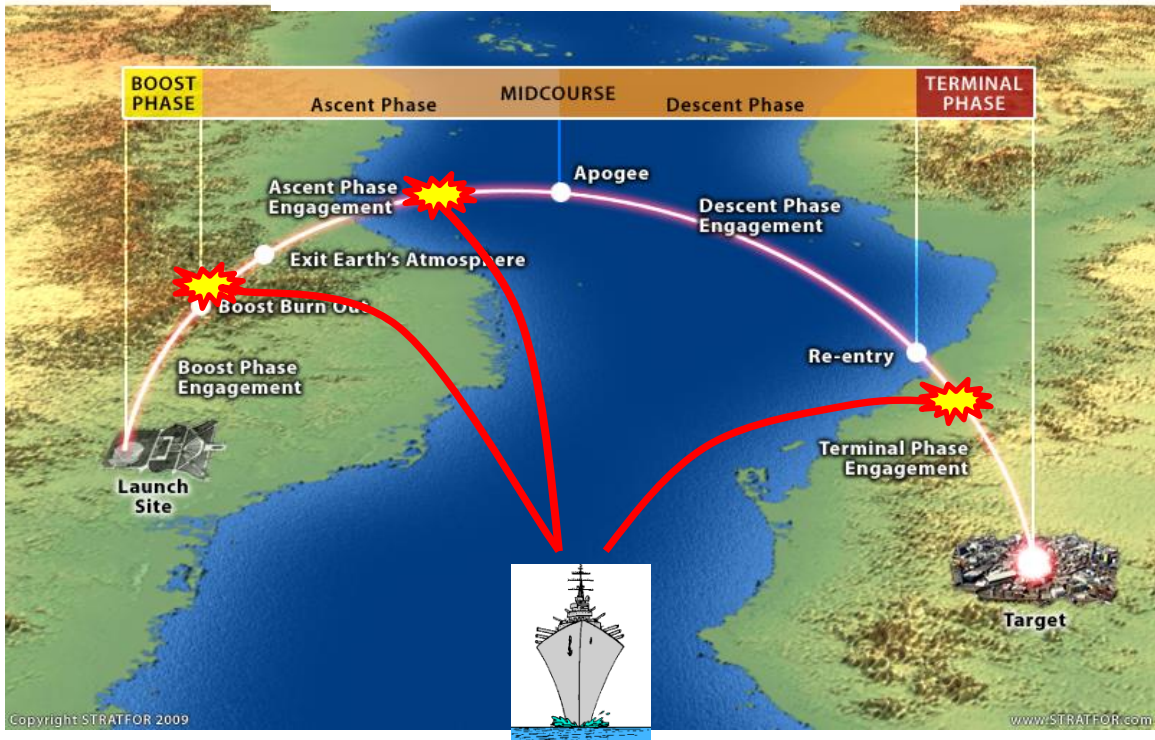 BOOST
PHASE
Ascent Phase
MIDCOURSE
Descent Phase
TERMINAL
PHASE
Ascent Phase
Engagement
Apogee
Descent Phase
Engagement
Exit Earth's Atmosphere
Boost Burn Out
Boost Phase
Engagement
Re-entry
Terminal Phase
Engagement
Launch
Site
Target
Copyright STRATFOR 2009
www.STRATFOR.com